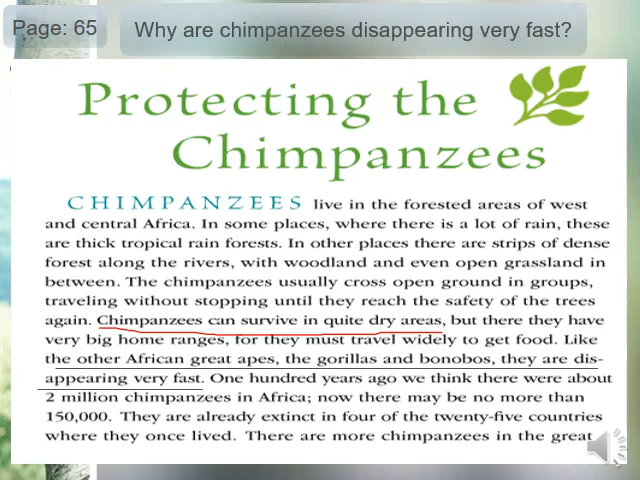 Page: 65
Why are chimpanzees disappearing very fast?
Protecting the
Chimpanzees
CHIMPANZEES live in the forested areas of west
and central Africa. In some places, where there is a lot of rain, these
are thick tropical rain forests. In other places there are strips of dense
forest along the rivers, with woodland and even open grassland in
between. The chimpanzees usually cross open ground in groups,
traveling without stopping until they reach the safety of the trees
again. Chimpanzees can survive in quite dry areas, but there they have
very big home ranges, for they must travel widely to get food. Like
the other African great apes, the gorillas and bonobos, they are dis-
appearing very fast. One hundred years ago we think there were about
2 million chimpanzees in Africa; now there may be no more than
150,000. They are already extinct in four of the twenty-five countries
where they once lived. There are more chimpanzees in the great